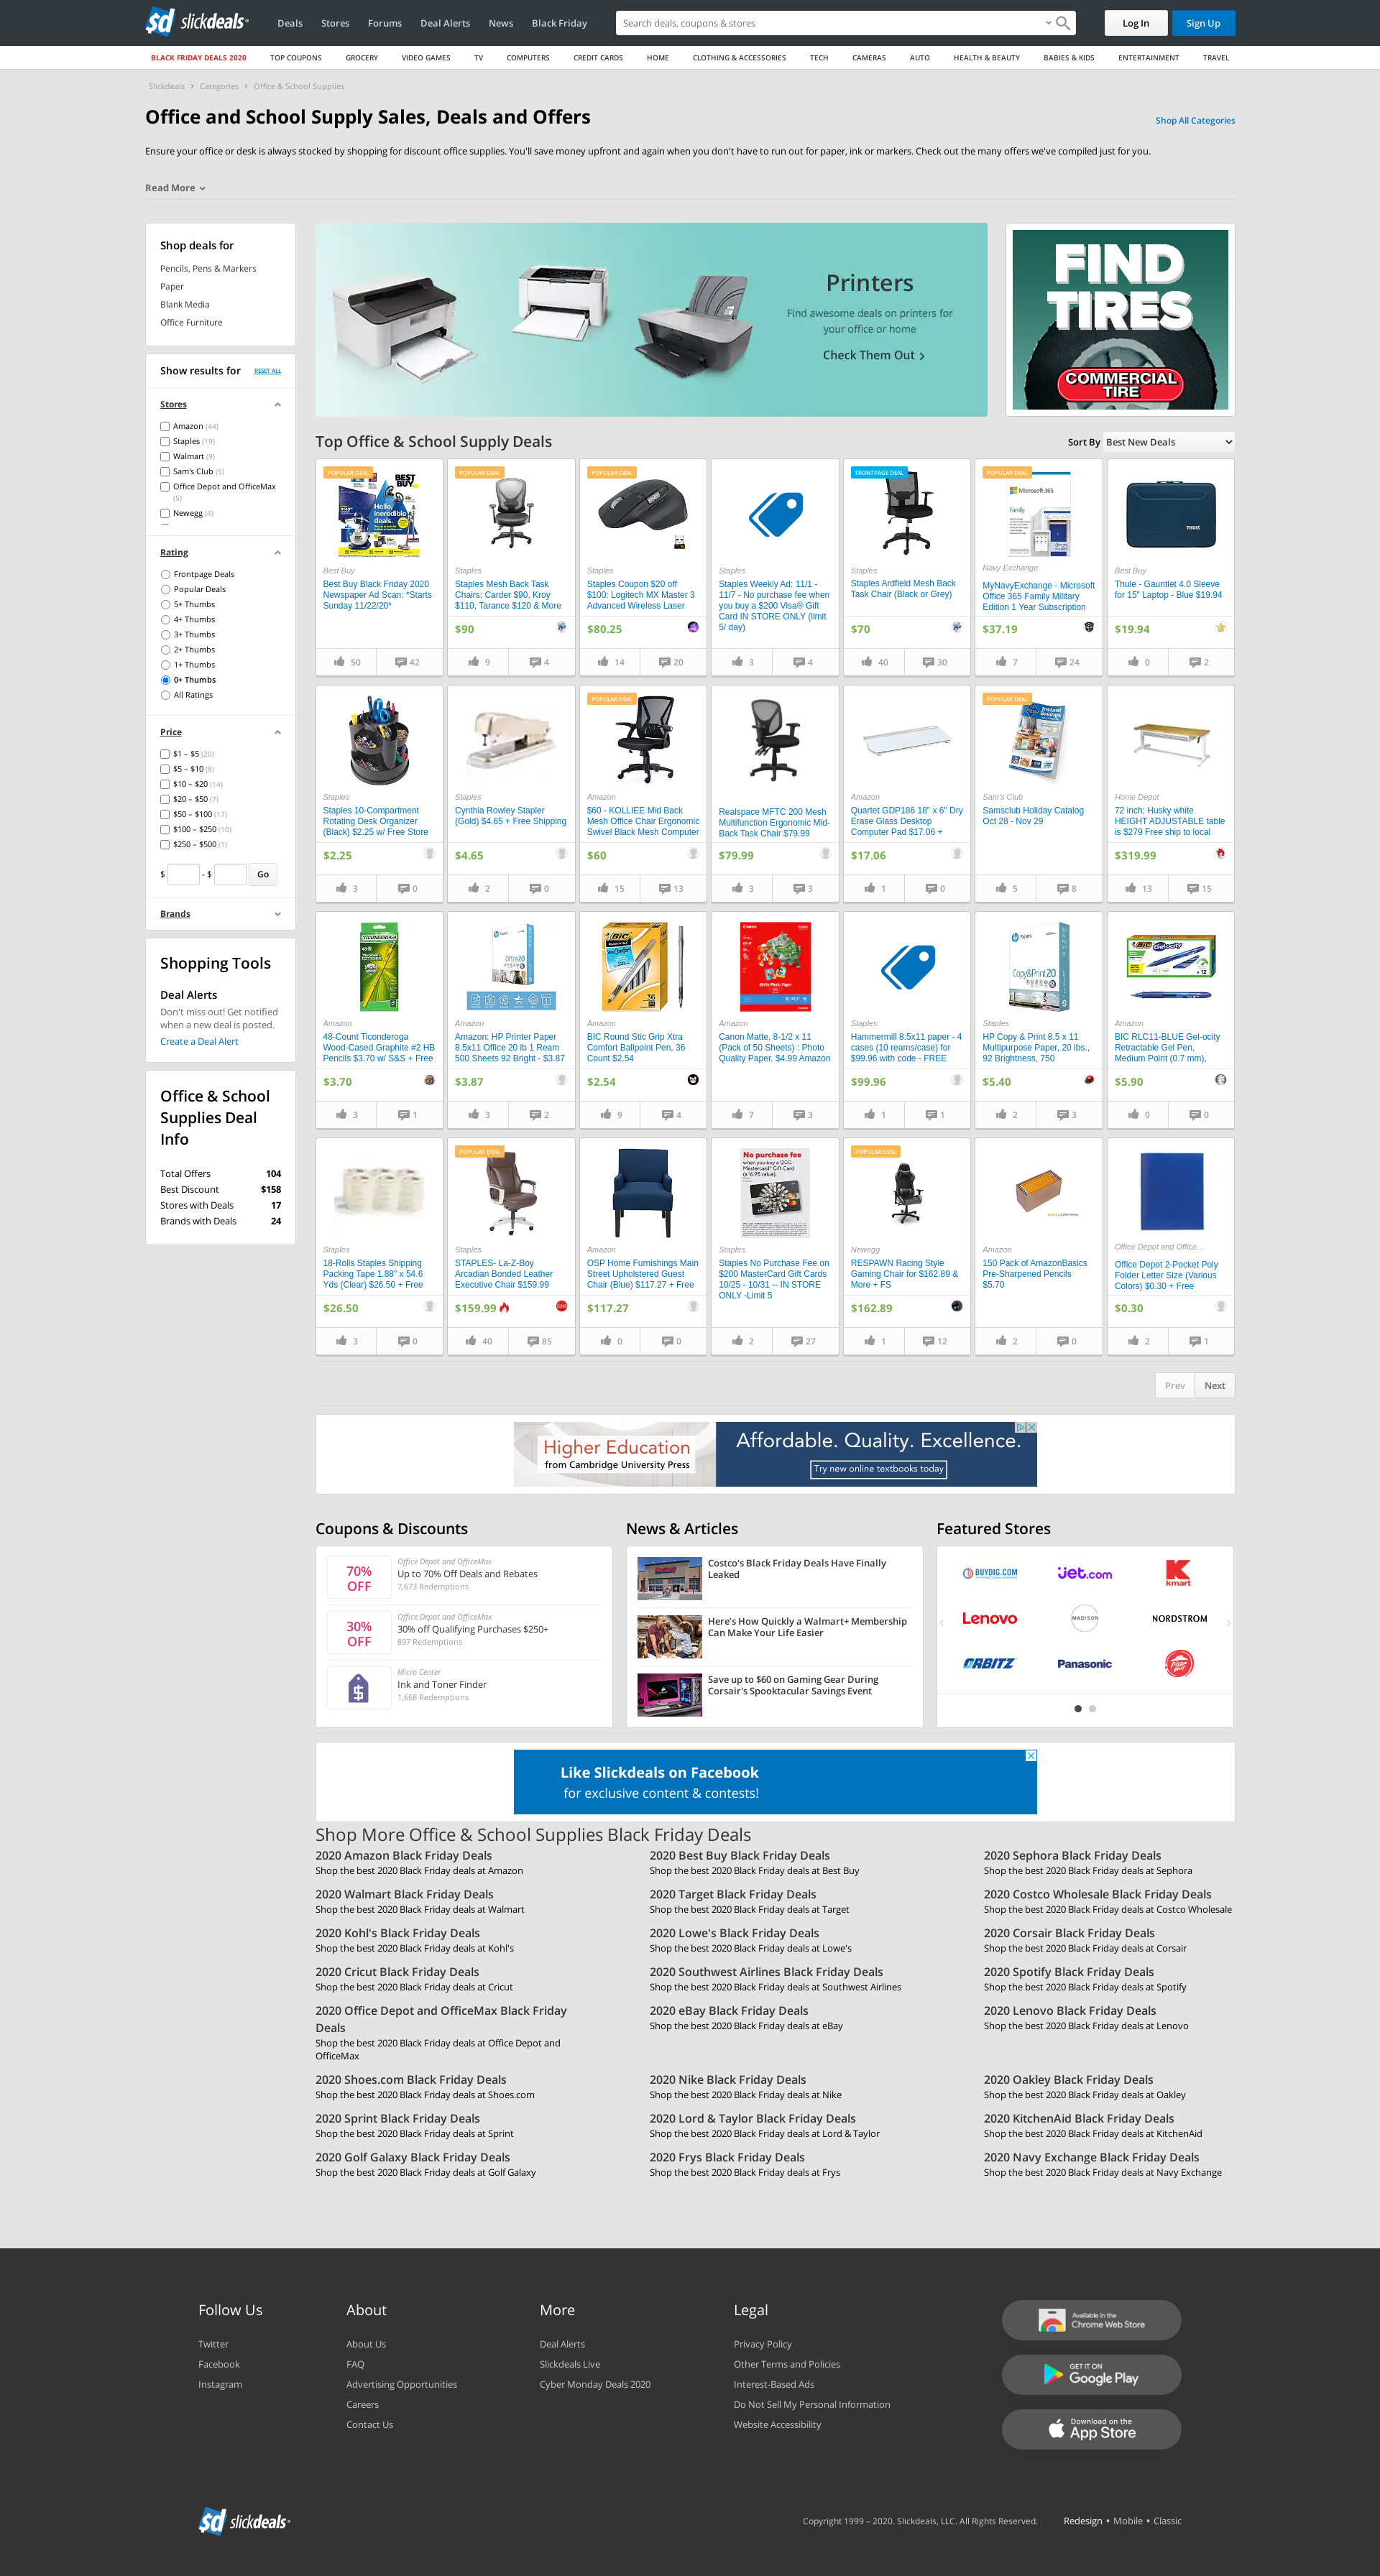 slickdeals
Deals
Stores
Forums
Deal Alerts
News
Black Friday
Search deals, coupons & stores
Log In
Sign Up
BLACK FRIDAY DEALS 2020
TOP COUPONS
GROCERY
VIDEO GAMES
TV
COMPUTERS
CREDIT CARDS
HOME
CLOTHING & ACCESSORIES
TECH
CAMERAS
AUTO
HEALTH & BEAUTY
BABIES & KIDS
ENTERTAINMENT
TRAVEL
Slickdeals > Categories > Office & School Supplies
Office and School Supply Sales, Deals and Offers
Shop All Categories
Ensure your office or desk is always stocked by shopping for discount office supplies. You'll save money upfront and again when you don't have to run out for paper, ink or markers. Check out the many offers we've compiled just for you.
Read More
Shop deals for
Pencils, Pens & Markers
Paper
Blank Media
Office Furniture
Show results for
RESET ALL
Stores
Amazon (44)
Staples (19)
Walmart (9)
Sam's Club (5)
Office Depot and OfficeMax
(5)
Newegg (4)
Rating
Frontpage Deals
Popular Deals
5+ Thumbs
4+ Thumbs
3+ Thumbs
2+ Thumbs
1+ Thumbs
0+ Thumbs
All Ratings
Price
$1 – $5 (20)
$5 – $10 (8)
$10 – $20 (14)
$20 – $50 (7)
$50 – $100 (17)
$100 – $250 (10)
$250 – $500 (1)
$ - $ Go
Brands
Shopping Tools
Deal Alerts
Don't miss out! Get notified
when a new deal is posted.
Create a Deal Alert
Office & School
Supplies Deal
Info
Total Offers 104
Best Discount $158
Stores with Deals 17
Brands with Deals 24
Printers
Find awesome deals on printers for
your office or home
Check Them Out >
FIND
TIRES
COMMERCIAL
TIRE
Top Office & School Supply Deals
Sort By Best New Deals
POPULAR DEAL
Best Buy
Best Buy Black Friday 2020
Newspaper Ad Scan: *Starts
Sunday 11/22/20*
50
42
POPULAR DEAL
Staples
Staples Mesh Back Task
Chairs: Carder $90, Kroy
$110, Tarance $120 & More
$90
9
4
POPULAR DEAL
Staples
Staples Coupon $20 off
$100: Logitech MX Master 3
Advanced Wireless Laser
$80.25
14
20
Staples
Staples Weekly Ad: 11/1 -
11/7 - No purchase fee when
you buy a $200 Visa® Gift
Card IN STORE ONLY (limit
5/ day)
3
4
FRONTPAGE DEAL
Staples
Staples Ardfield Mesh Back
Task Chair (Black or Grey)
$70
40
30
POPULAR DEAL
Microsoft 365
Family
Navy Exchange
MyNavyExchange - Microsoft
Office 365 Family Military
Edition 1 Year Subscription
$37.19
7
24
Best Buy
Thule - Gauntlet 4.0 Sleeve
for 15" Laptop - Blue $19.94
$19.94
0
2
Staples
Staples 10-Compartment
Rotating Desk Organizer
(Black) $2.25 w/ Free Store
$2.25
3
0
Staples
Cynthia Rowley Stapler
(Gold) $4.65 + Free Shipping
$4.65
2
0
POPULAR DEAL
Amazon
$60 - KOLLIEE Mid Back
Mesh Office Chair Ergonomic
Swivel Black Mesh Computer
$60
15
13
Realspace MFTC 200 Mesh
Multifunction Ergonomic Mid-
Back Task Chair $79.99
$79.99
3
3
Amazon
Quartet GDP186 18" x 6" Dry
Erase Glass Desktop
Computer Pad $17.06 +
$17.06
1
0
POPULAR DEAL
Sam's Club
Samsclub Holiday Catalog
Oct 28 - Nov 29
5
8
Home Depot
72 inch; Husky white
HEIGHT ADJUSTABLE table
is $279 Free ship to local
$319.99
13
15
Amazon
48-Count Ticonderoga
Wood-Cased Graphite #2 HB
Pencils $3.70 w/ S&S + Free
$3.70
3
1
Amazon
Amazon: HP Printer Paper
8.5x11 Office 20 lb 1 Ream
500 Sheets 92 Bright - $3.87
$3.87
3
2
Amazon
BIC Round Stic Grip Xtra
Comfort Ballpoint Pen, 36
Count $2.54
$2.54
9
4
Amazon
Canon Matte, 8-1/2 x 11
(Pack of 50 Sheets) : Photo
Quality Paper. $4.99 Amazon
7
3
Staples
Hammermill 8.5x11 paper - 4
cases (10 reams/case) for
$99.96 with code - FREE
$99.96
1
1
Staples
HP Copy & Print 8.5 x 11
Multipurpose Paper, 20 lbs.,
92 Brightness, 750
$5.40
2
3
Amazon
BIC RLC11-BLUE Gel-ocity
Retractable Gel Pen,
Medium Point (0.7 mm),
$5.90
0
0
Staples
18-Rolls Staples Shipping
Packing Tape 1.88" x 54.6
Yds (Clear) $26.50 + Free
$26.50
3
0
POPULAR DEAL
Staples
STAPLES- La-Z-Boy
Arcadian Bonded Leather
Executive Chair $159.99
$159.99
40
85
Amazon
OSP Home Furnishings Main
Street Upholstered Guest
Chair (Blue) $117.27 + Free
$117.27
0
0
No purchase fee
Staples
Staples No Purchase Fee on
$200 MasterCard Gift Cards
10/25 - 10/31 -- IN STORE
ONLY -Limit 5
2
27
POPULAR DEAL
Newegg
RESPAWN Racing Style
Gaming Chair for $162.89 &
More + FS
$162.89
1
12
Amazon
150 Pack of AmazonBasics
Pre-Sharpened Pencils
$5.70
2
0
Office Depot and Office…
Office Depot 2-Pocket Poly
Folder Letter Size (Various
Colors) $0.30 + Free
$0.30
2
1
Prev
Next
Higher Education
from Cambridge University Press
Affordable. Quality. Excellence.
Try new online textbooks today
Coupons & Discounts
70%
OFF
Office Depot and OfficeMax
Up to 70% Off Deals and Rebates
7,673 Redemptions
30%
OFF
Office Depot and OfficeMax
30% off Qualifying Purchases $250+
897 Redemptions
Micro Center
Ink and Toner Finder
1,668 Redemptions
News & Articles
Costco's Black Friday Deals Have Finally
Leaked
Here's How Quickly a Walmart+ Membership
Can Make Your Life Easier
Save up to $60 on Gaming Gear During
Corsair's Spooktacular Savings Event
Featured Stores
BUYDIG.COM
Jet.com
kmart
Lenovo
MADISON
NORDSTROM
ORBITZ
Panasonic
Like Slickdeals on Facebook
for exclusive content & contests!
Shop More Office & School Supplies Black Friday Deals
2020 Amazon Black Friday Deals
Shop the best 2020 Black Friday deals at Amazon
2020 Best Buy Black Friday Deals
Shop the best 2020 Black Friday deals at Best Buy
2020 Sephora Black Friday Deals
Shop the best 2020 Black Friday deals at Sephora
2020 Walmart Black Friday Deals
Shop the best 2020 Black Friday deals at Walmart
2020 Target Black Friday Deals
Shop the best 2020 Black Friday deals at Target
2020 Costco Wholesale Black Friday Deals
Shop the best 2020 Black Friday deals at Costco Wholesale
2020 Kohl's Black Friday Deals
Shop the best 2020 Black Friday deals at Kohl's
2020 Lowe's Black Friday Deals
Shop the best 2020 Black Friday deals at Lowe's
2020 Corsair Black Friday Deals
Shop the best 2020 Black Friday deals at Corsair
2020 Cricut Black Friday Deals
Shop the best 2020 Black Friday deals at Cricut
2020 Southwest Airlines Black Friday Deals
Shop the best 2020 Black Friday deals at Southwest Airlines
2020 Spotify Black Friday Deals
Shop the best 2020 Black Friday deals at Spotify
2020 Office Depot and OfficeMax Black Friday
Deals
Shop the best 2020 Black Friday deals at Office Depot and
OfficeMax
2020 eBay Black Friday Deals
Shop the best 2020 Black Friday deals at eBay
2020 Lenovo Black Friday Deals
Shop the best 2020 Black Friday deals at Lenovo
2020 Shoes.com Black Friday Deals
Shop the best 2020 Black Friday deals at Shoes.com
2020 Nike Black Friday Deals
Shop the best 2020 Black Friday deals at Nike
2020 Oakley Black Friday Deals
Shop the best 2020 Black Friday deals at Oakley
2020 Sprint Black Friday Deals
Shop the best 2020 Black Friday deals at Sprint
2020 Lord & Taylor Black Friday Deals
Shop the best 2020 Black Friday deals at Lord & Taylor
2020 KitchenAid Black Friday Deals
Shop the best 2020 Black Friday deals at KitchenAid
2020 Golf Galaxy Black Friday Deals
Shop the best 2020 Black Friday deals at Golf Galaxy
2020 Frys Black Friday Deals
Shop the best 2020 Black Friday deals at Frys
2020 Navy Exchange Black Friday Deals
Shop the best 2020 Black Friday deals at Navy Exchange
Follow Us
Twitter
Facebook
Instagram
About
About Us
FAQ
Advertising Opportunities
Careers
Contact Us
More
Deal Alerts
Slickdeals Live
Cyber Monday Deals 2020
Legal
Privacy Policy
Other Terms and Policies
Interest-Based Ads
Do Not Sell My Personal Information
Website Accessibility
Available in the
Chrome Web Store
GET IT ON
Google Play
Download on the
App Store
slickdeals
Copyright 1999 – 2020. Slickdeals, LLC. All Rights Reserved.
Redesign • Mobile • Classic